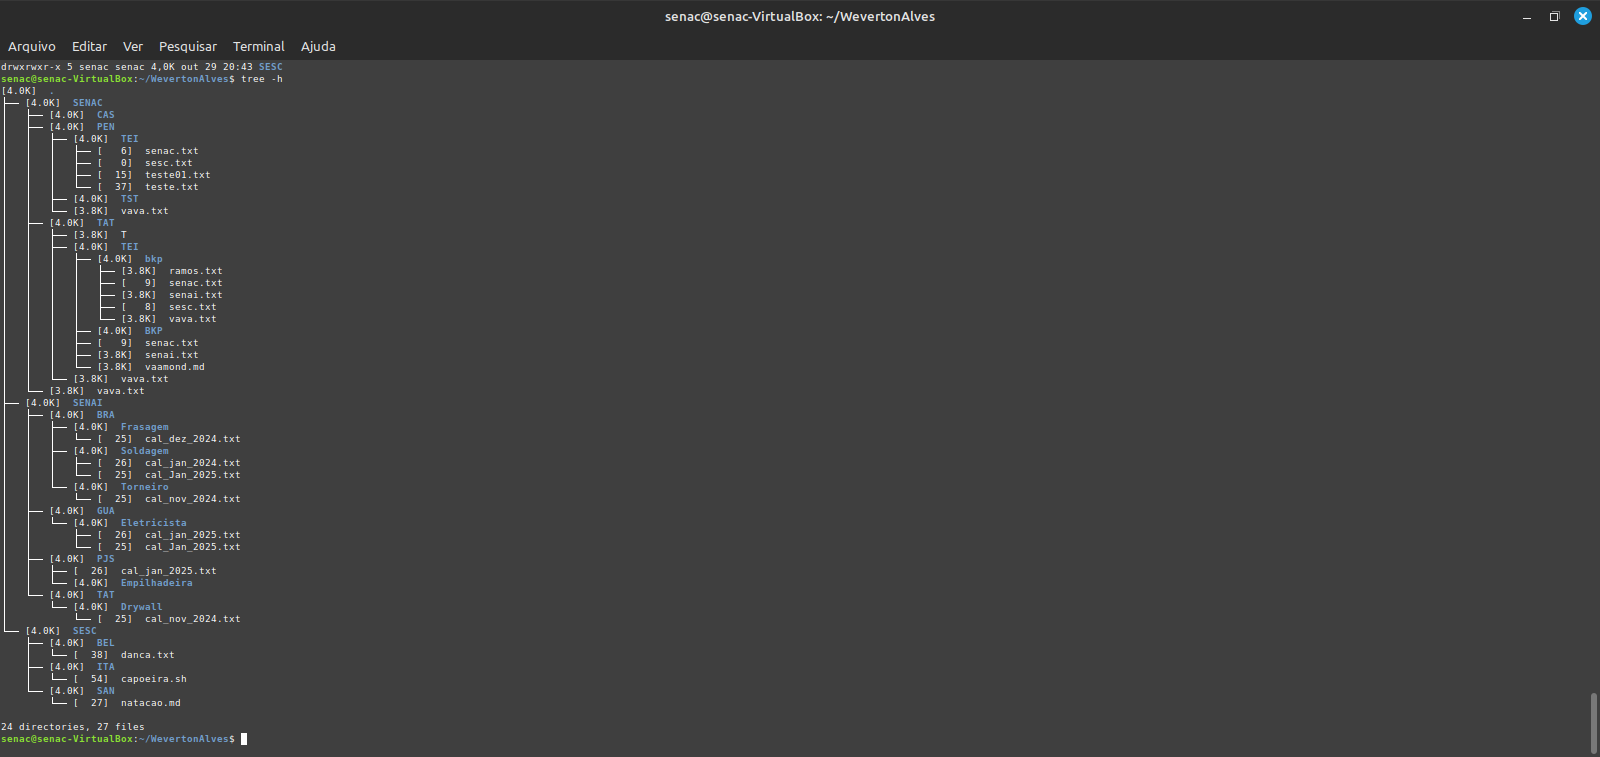 senac@senac-VirtualBox: ~/WevertonAlves
Arquivo Editar Ver Pesquisar Terminal Ajuda
drwxrwxr-x 5 senac senac 4,0K out 29 20:43 SESC
senac@senac-VirtualBox:~/WevertonAlves$ tree -h
[4.0K]  .
├── [4.0K]  SENAC
│   ├── [4.0K]  CAS
│   ├── [4.0K]  PEN
│   │   ├── [4.0K]  TEI
│   │   │   ├── [   6]  senac.txt
│   │   │   ├── [   0]  sesc.txt
│   │   │   ├── [  15]  teste01.txt
│   │   │   └── [  37]  teste.txt
│   │   ├── [4.0K]  TST
│   │   └── [3.8K]  vava.txt
│   ├── [4.0K]  TAT
│   │   ├── [3.8K]  T
│   │   ├── [4.0K]  TEI
│   │   │   ├── [4.0K]  bkp
│   │   │   │   ├── [3.8K]  ramos.txt
│   │   │   │   ├── [   9]  senac.txt
│   │   │   │   ├── [3.8K]  senai.txt
│   │   │   │   ├── [   8]  sesc.txt
│   │   │   │   └── [3.8K]  vava.txt
│   │   │   ├── [4.0K]  BKP
│   │   │   ├── [   9]  senac.txt
│   │   │   ├── [3.8K]  senai.txt
│   │   │   └── [3.8K]  vaamond.md
│   │   └── [3.8K]  vava.txt
│   └── [3.8K]  vava.txt
├── [4.0K]  SENAI
│   ├── [4.0K]  BRA
│   │   ├── [4.0K]  Frasagem
│   │   │   └── [  25]  cal_dez_2024.txt
│   │   ├── [4.0K]  Soldagem
│   │   │   ├── [  26]  cal_jan_2024.txt
│   │   │   └── [  25]  cal_Jan_2025.txt
│   │   └── [4.0K]  Torneiro
│   │       └── [  25]  cal_nov_2024.txt
│   ├── [4.0K]  GUA
│   │   └── [4.0K]  Eletricista
│   │       ├── [  26]  cal_jan_2025.txt
│   │       └── [  25]  cal_Jan_2025.txt
│   ├── [4.0K]  PJS
│   │   ├── [  26]  cal_jan_2025.txt
│   │   └── [4.0K]  Empilhadeira
│   └── [4.0K]  TAT
│       └── [4.0K]  Drywall
│           └── [  25]  cal_nov_2024.txt
└── [4.0K]  SESC
    ├── [4.0K]  BEL
    │   └── [  38]  danca.txt
    ├── [4.0K]  ITA
    │   └── [  54]  capoeira.sh
    └── [4.0K]  SAN
        └── [  27]  natacao.md
24 directories, 27 files
senac@senac-VirtualBox:~/WevertonAlves$